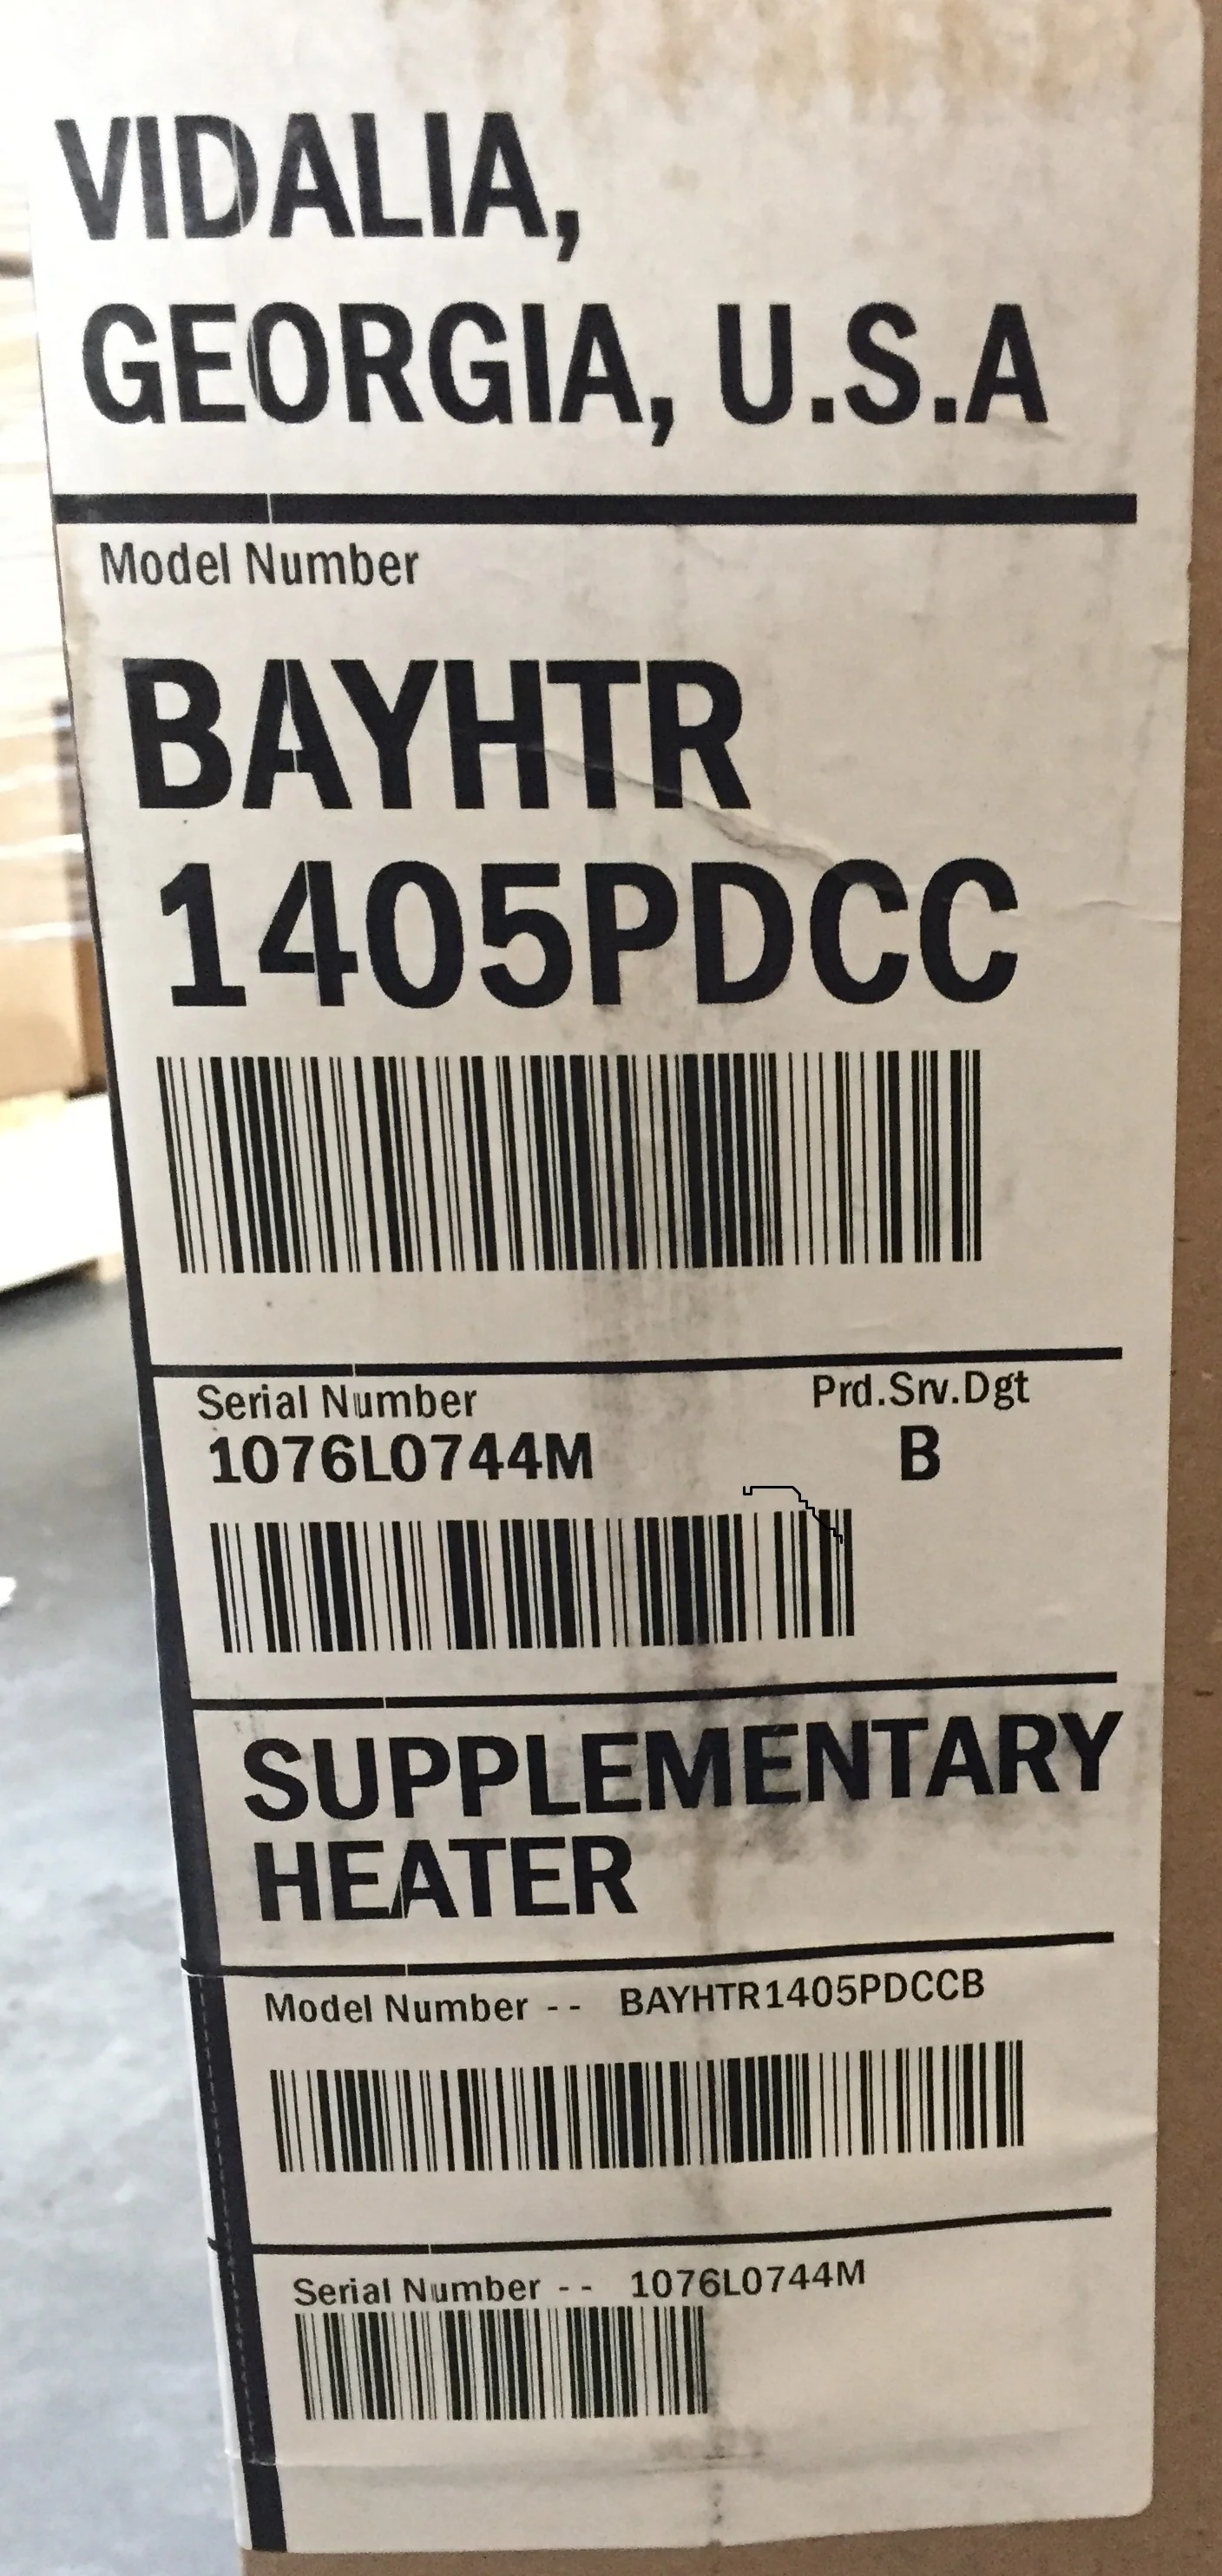 VIDALIA,
GEORGIA, U.S.A
Model Number
BAYHTR
1405PDCC
Serial Number Prd.Srv.Dgt
1076L0744M B
SUPPLEMENTARY
HEATER
Model Number -- BAYHTR1405PDCCB
Serial Number -- 1076L0744M